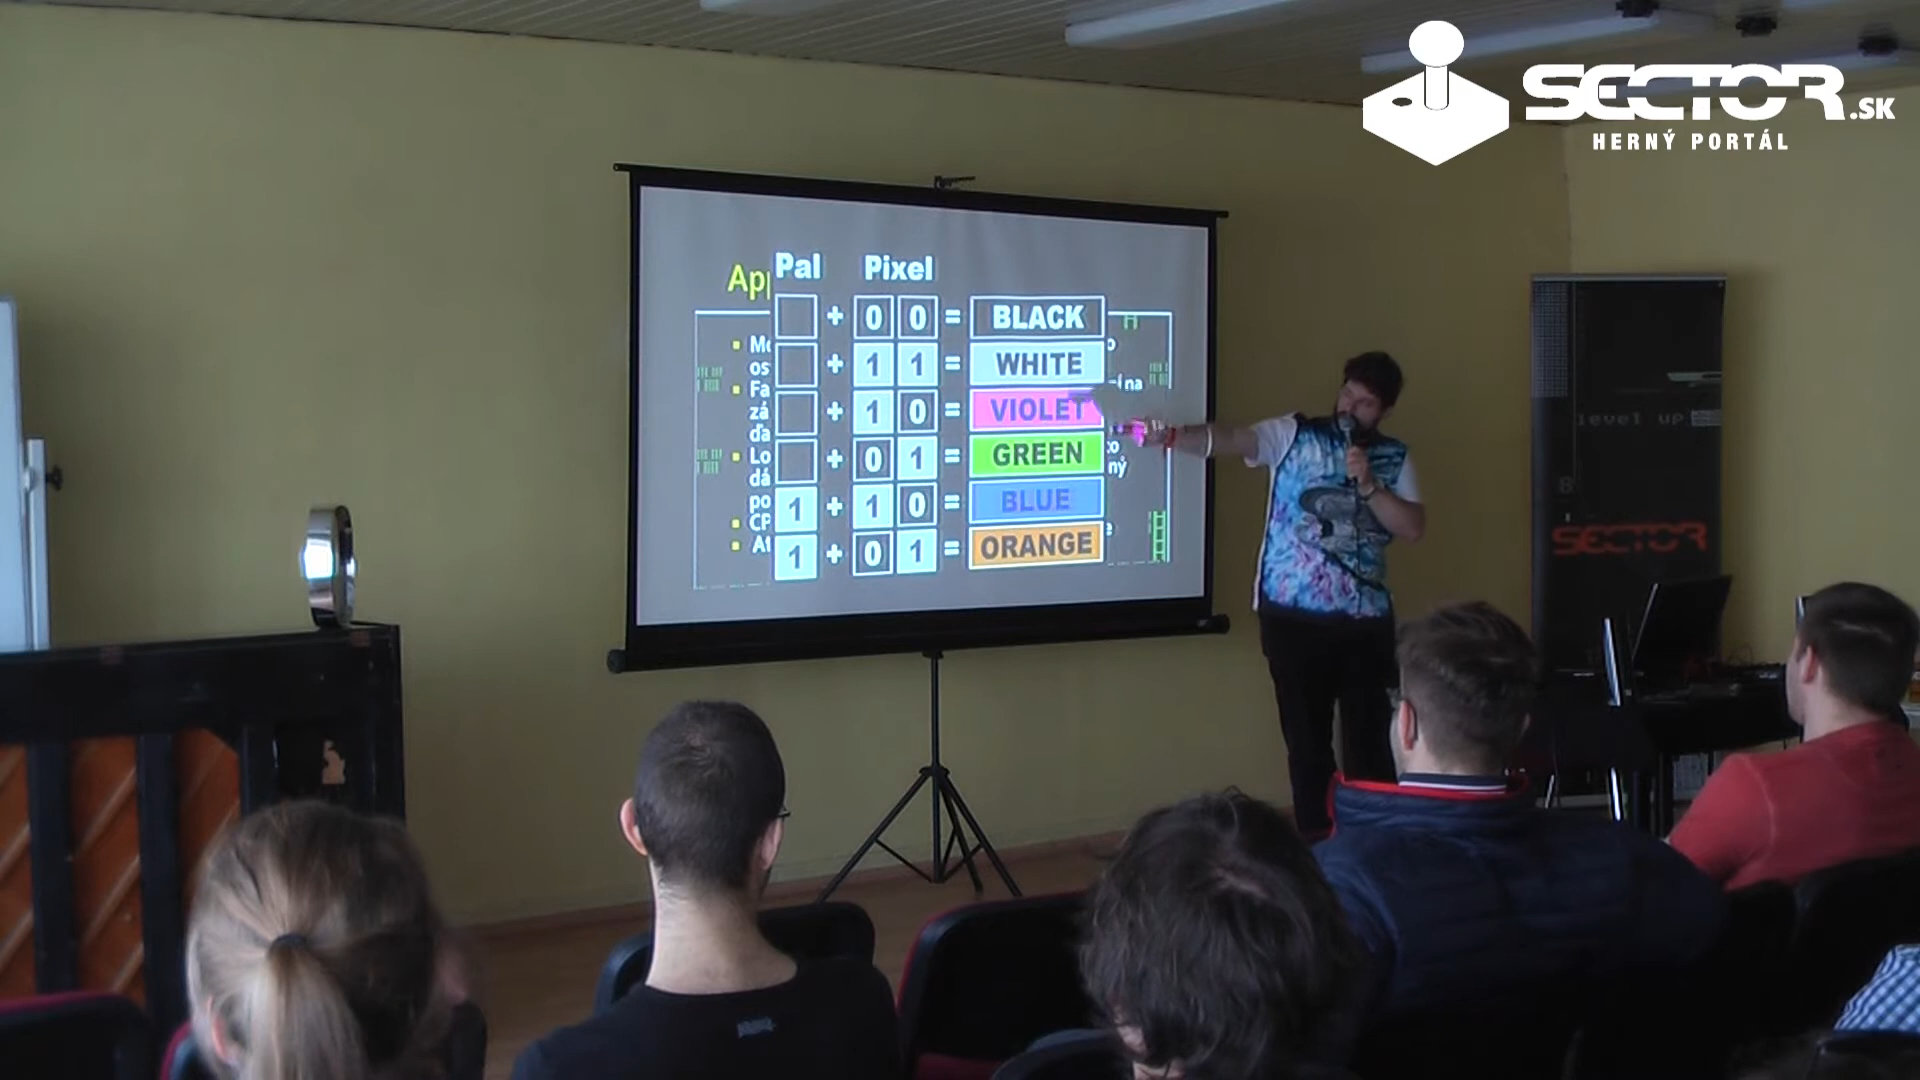 SECTOR.SK
HERNÝ PORTÁL
Pal Pixel
+ 0 0 = BLACK
+ 1 1 = WHITE
+ 1 0 = VIOLET
+ 0 1 = GREEN
1 + 1 0 = BLUE
1 + 0 1 = ORANGE
level up
SECTOR